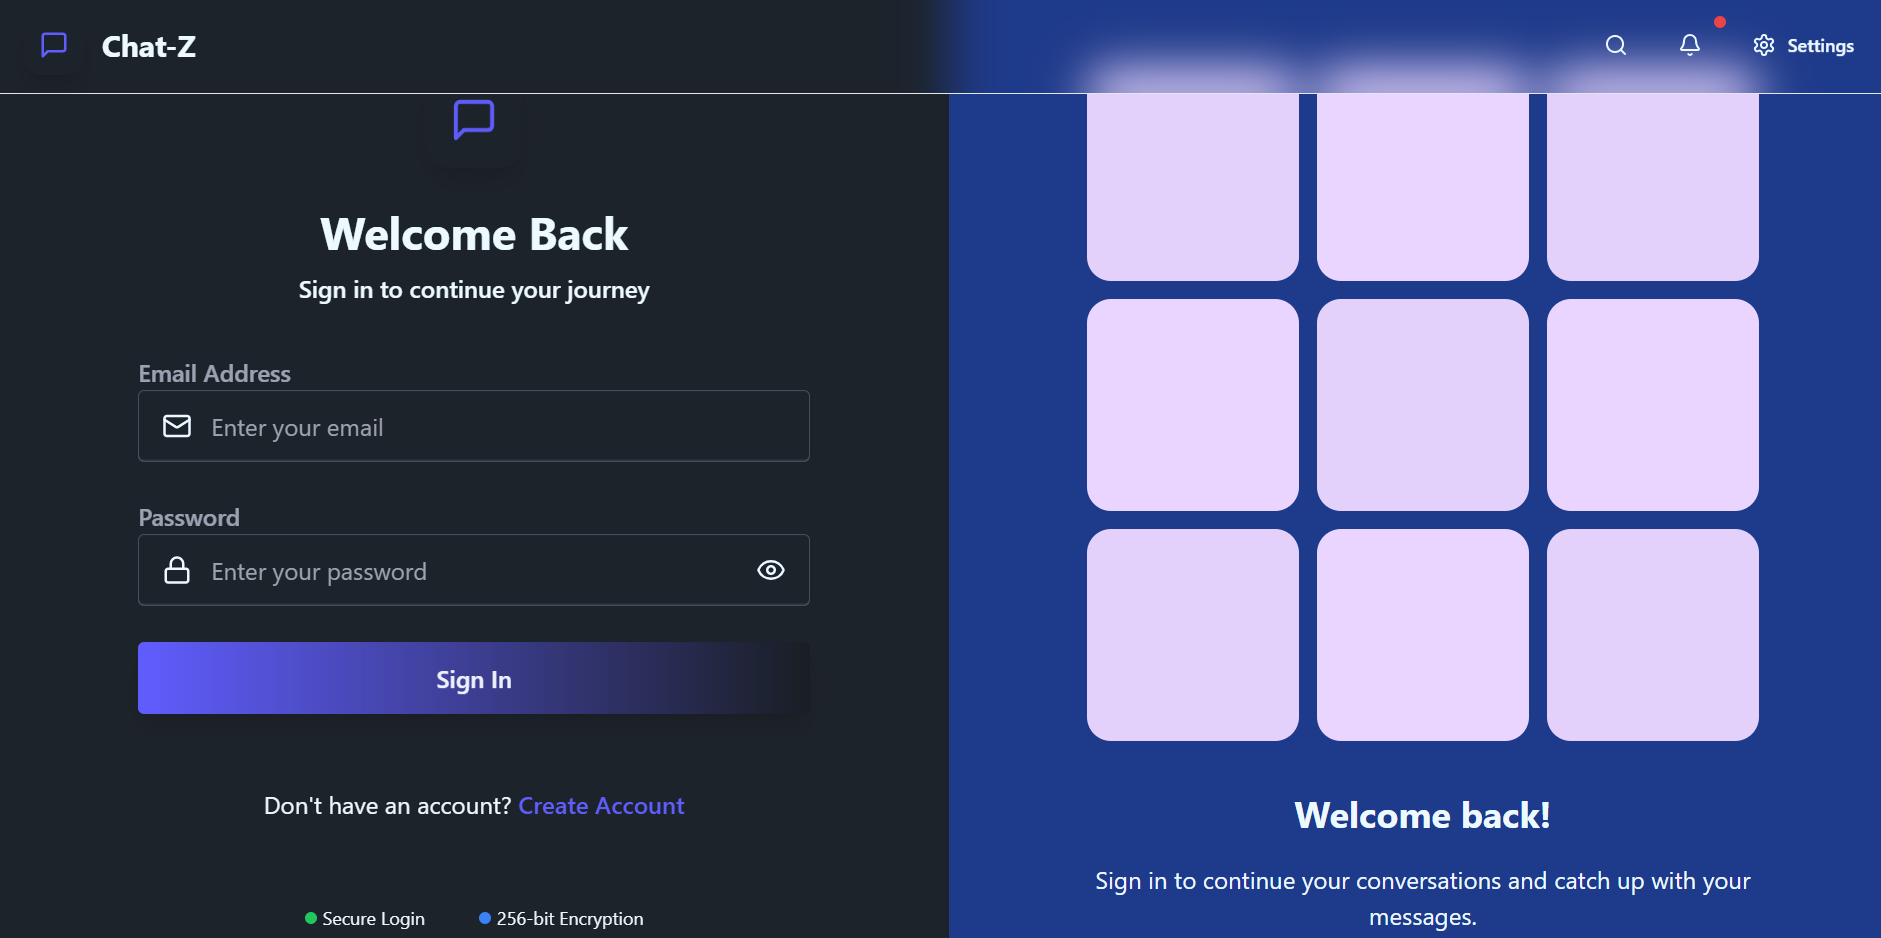 Chat-Z
Settings
Welcome Back
Sign in to continue your journey
Email Address
Enter your email
Password
Enter your password
Sign In
Don't have an account? Create Account
Secure Login
256-bit Encryption
Welcome back!
Sign in to continue your conversations and catch up with your
messages.